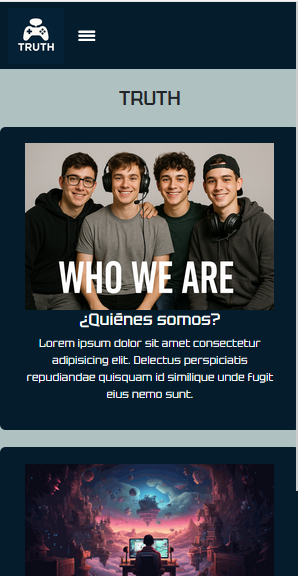 TRUTH
TRUTH
WHO WE ARE
¿Quiénes somos?
Lorem ipsum dolor sit amet consectetur
adipisicing elit. Delectus perspiciatis
repudiandae quisquam id similique unde fugit
eius nemo sunt.